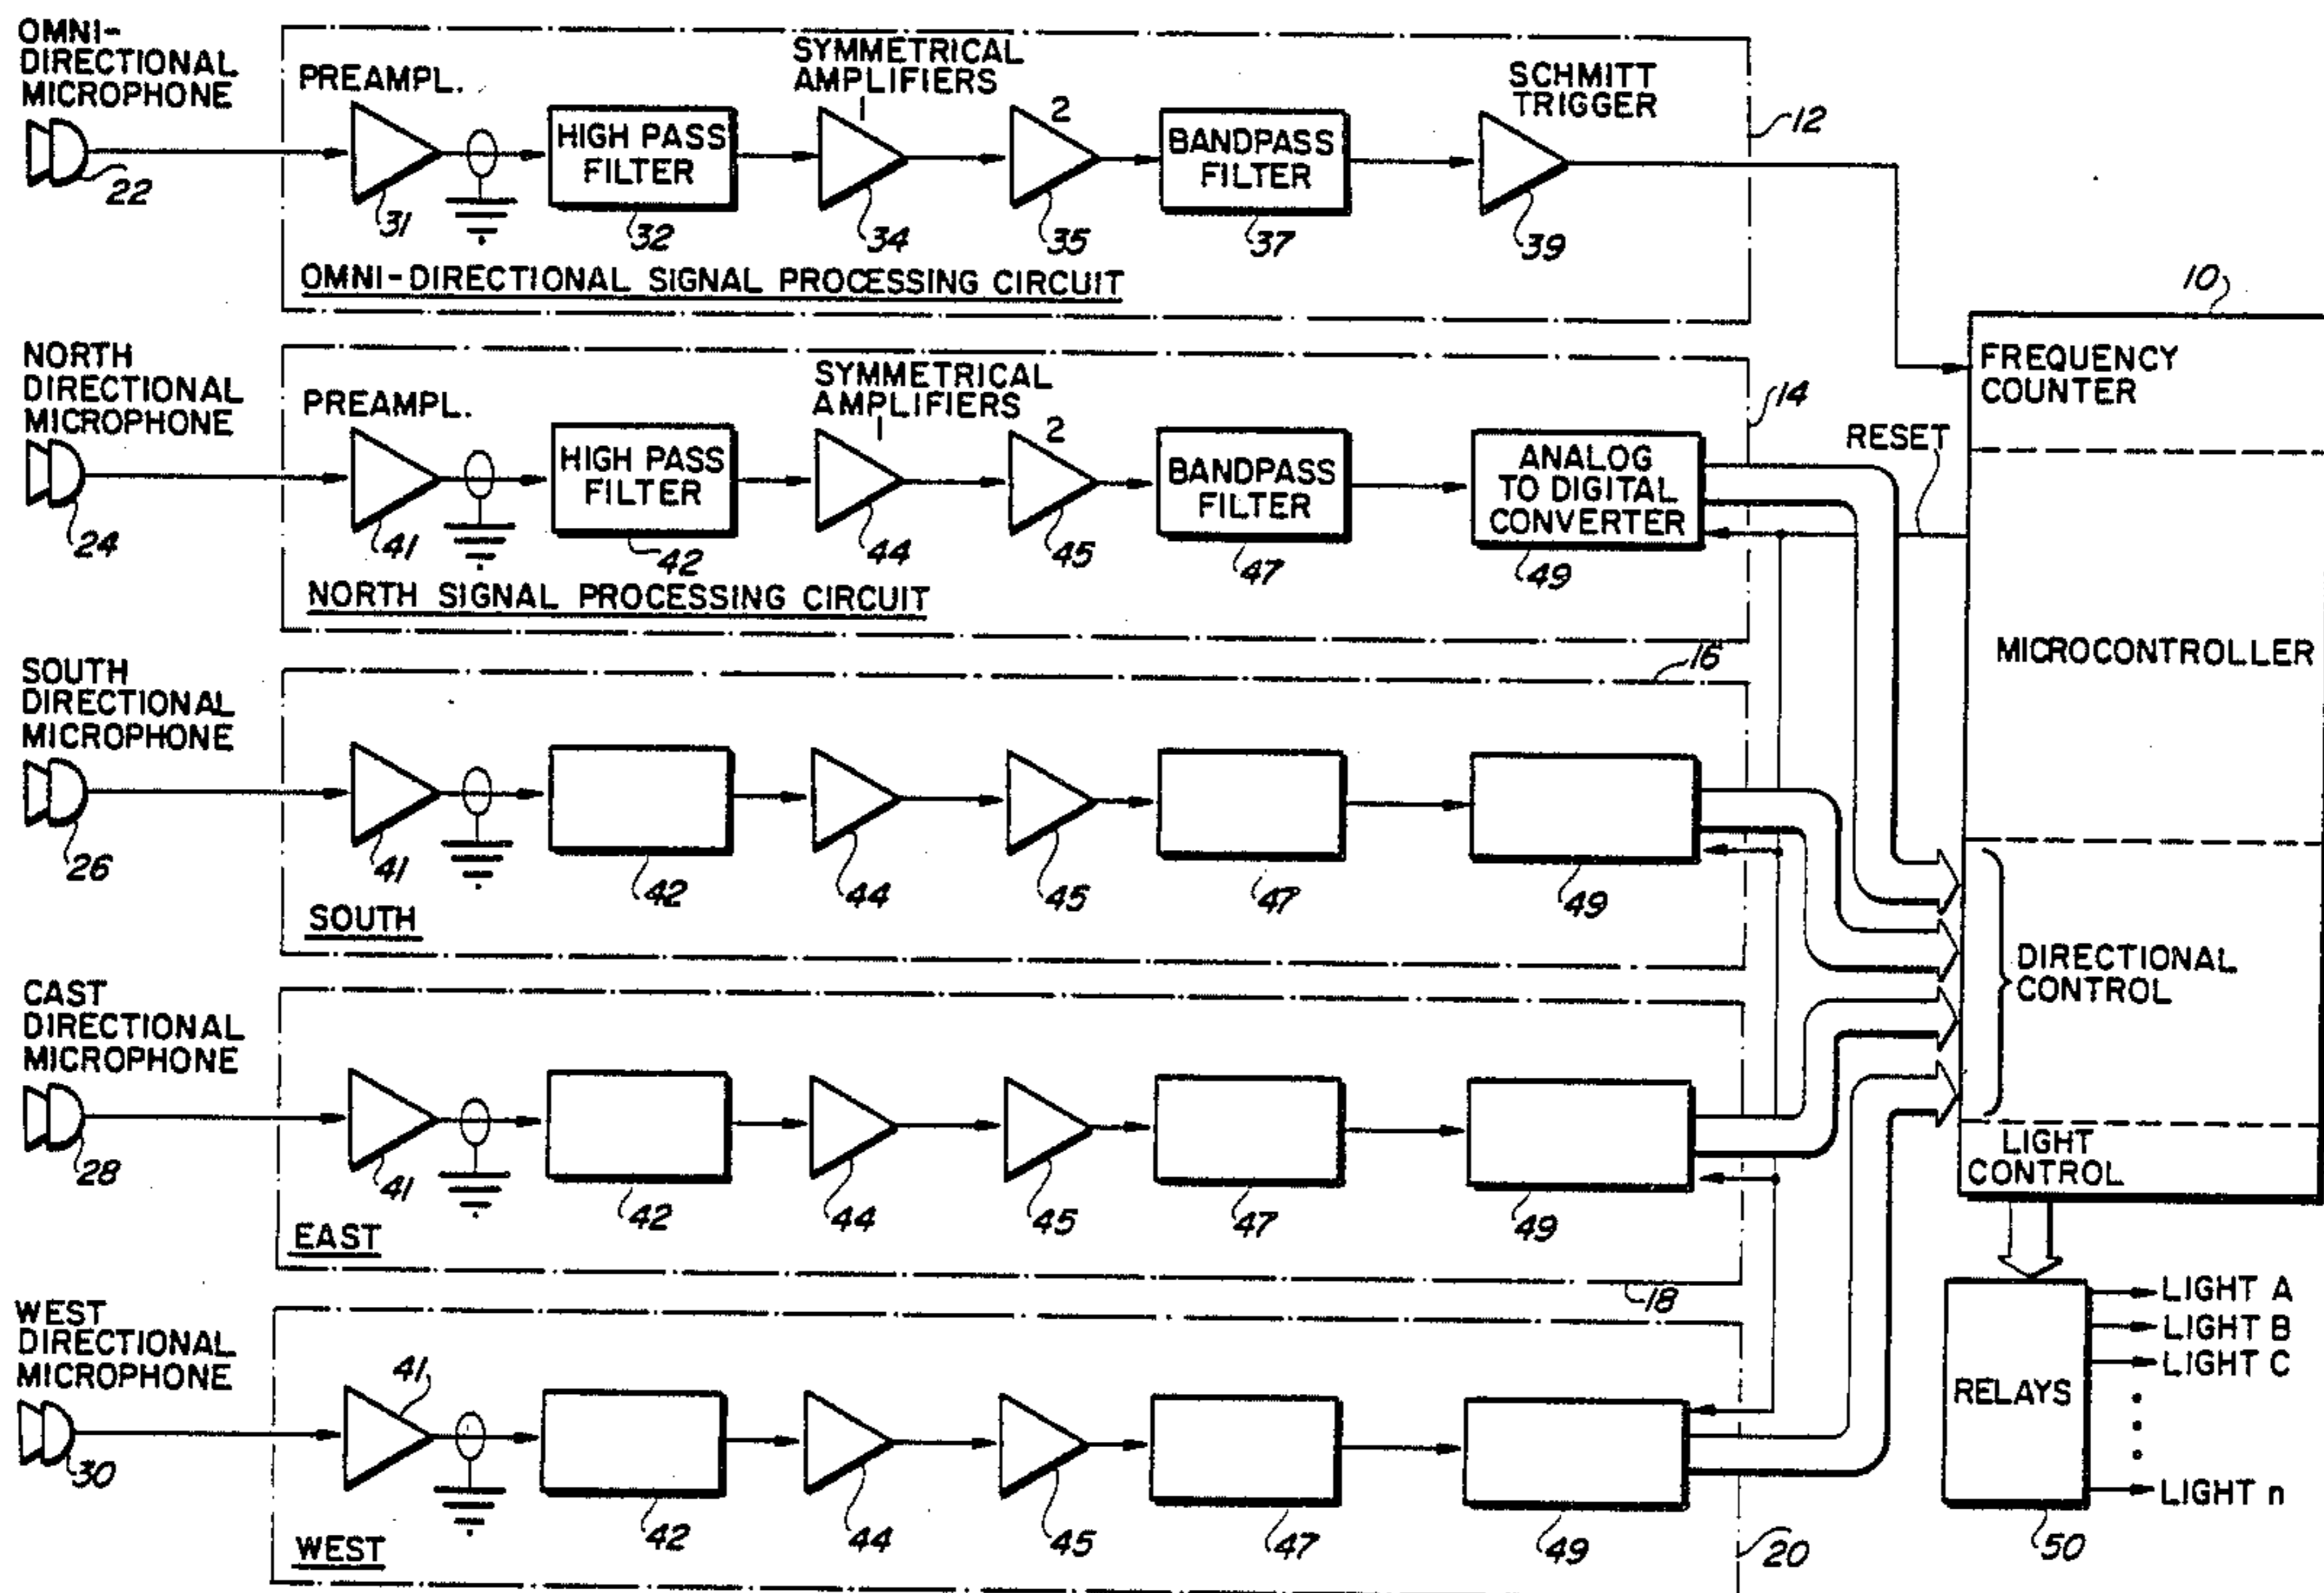 OMNI-
DIRECTIONAL
MICROPHONE
22
PREAMPL.
31
HIGH PASS
FILTER
32
SYMMETRICAL
AMPLIFIERS
1
34
2
35
BANDPASS
FILTER
37
SCHMITT
TRIGGER
39
12
OMNI-DIRECTIONAL SIGNAL PROCESSING CIRCUIT
NORTH
DIRECTIONAL
MICROPHONE
24
PREAMPL.
41
HIGH PASS
FILTER
42
SYMMETRICAL
AMPLIFIERS
1
44
2
45
BANDPASS
FILTER
47
ANALOG
TO DIGITAL
CONVERTER
49
14
NORTH SIGNAL PROCESSING CIRCUIT
SOUTH
DIRECTIONAL
MICROPHONE
26
41
42
44
45
47
49
16
SOUTH
CAST
DIRECTIONAL
MICROPHONE
28
41
42
44
45
47
49
18
EAST
WEST
DIRECTIONAL
MICROPHONE
30
41
42
44
45
47
49
20
WEST
10
FREQUENCY
COUNTER
RESET
MICROCONTROLLER
DIRECTIONAL
CONTROL
LIGHT
CONTROL
RELAYS
50
LIGHT A
LIGHT B
LIGHT C
LIGHT n